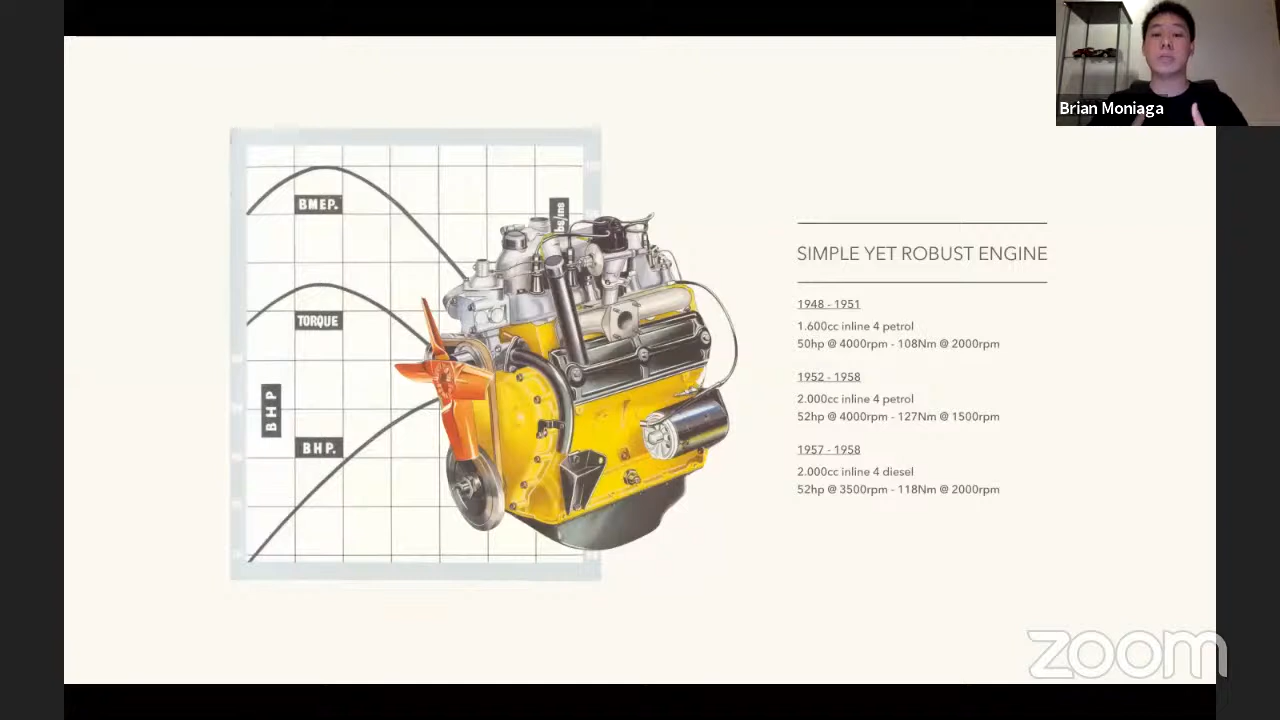 Brian Moniaga
BMEP.
TORQUE
BHP
BHP.
SIMPLE YET ROBUST ENGINE
1948 - 1951
1.600cc inline 4 petrol
50hp @ 4000rpm - 108Nm @ 2000rpm
1952 - 1958
2.000cc inline 4 petrol
52hp @ 4000rpm - 127Nm @ 1500rpm
1957 - 1958
2.000cc inline 4 diesel
52hp @ 3500rpm - 118Nm @ 2000rpm
zoom